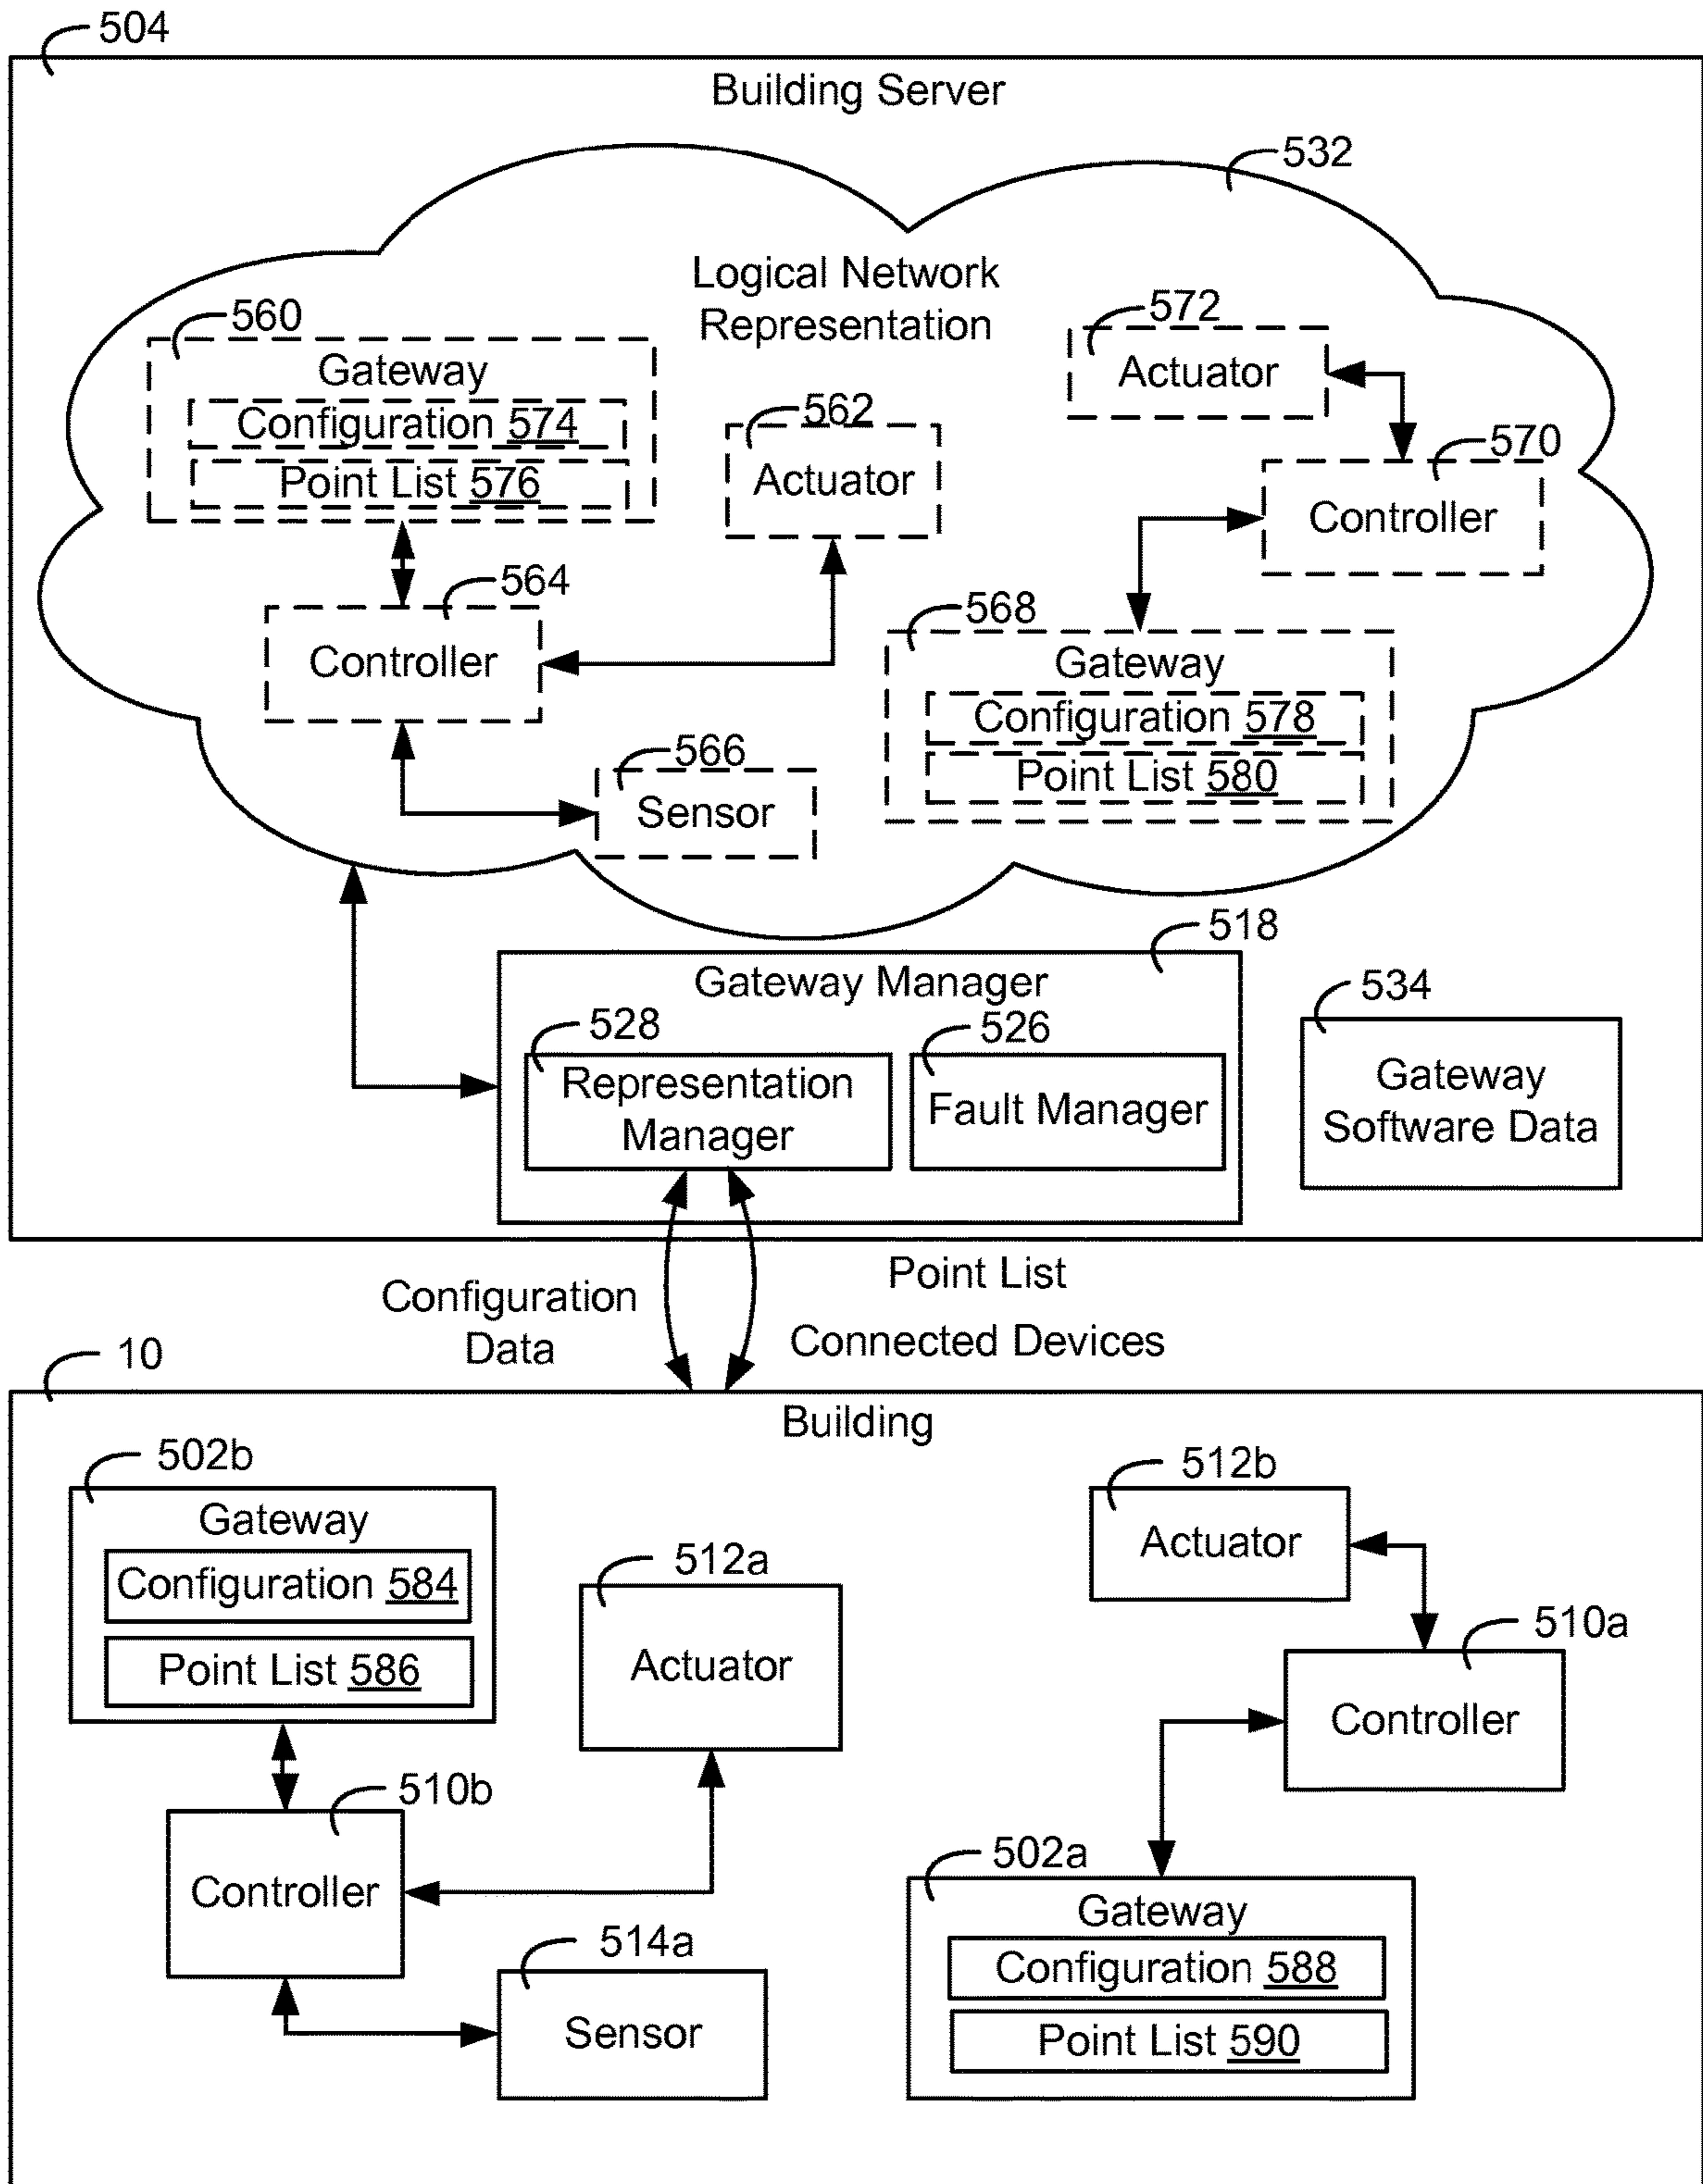 504
Building Server
532
Logical Network
Representation
560
Gateway
Configuration 574
Point List 576
562
Actuator
572
Actuator
570
Controller
564
Controller
568
Gateway
Configuration 578
Point List 580
566
Sensor
518
Gateway Manager
528
Representation
Manager
526
Fault Manager
534
Gateway
Software Data
Configuration
Data
Point List
Connected Devices
10
Building
502b
Gateway
Configuration 584
Point List 586
512a
Actuator
512b
Actuator
510a
Controller
510b
Controller
502a
Gateway
Configuration 588
Point List 590
514a
Sensor